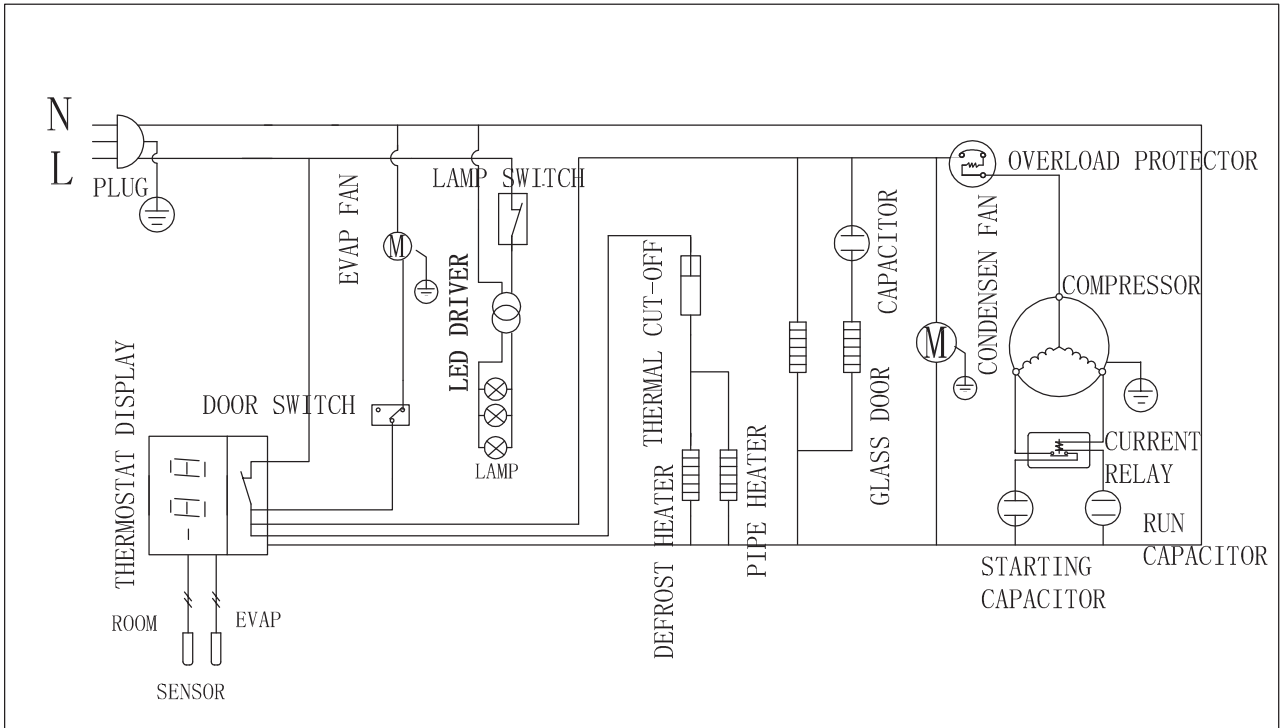 N
L
PLUG
LAMP SWITCH
OVERLOAD PROTECTOR
EVAP FAN
M
LED DRIVER
THERMAL CUT-OFF
CAPACITOR
M
CONDENSEN FAN
COMPRESSOR
THERMOSTAT DISPLAY
DOOR SWITCH
LAMP
DEFROST HEATER
PIPE HEATER
GLASS DOOR
CURRENT
RELAY
RUN
CAPACITOR
STARTING
CAPACITOR
ROOM
EVAP
SENSOR